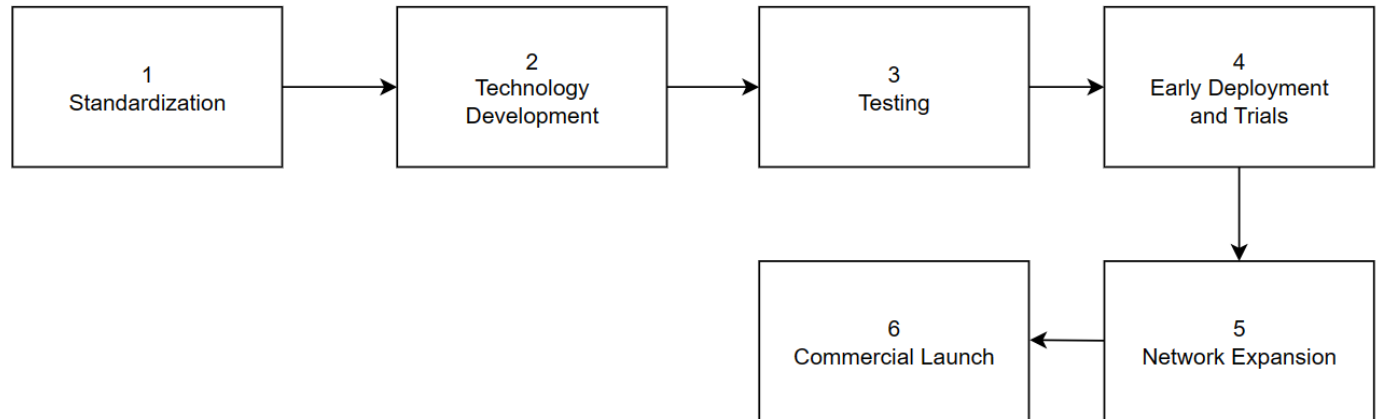 1
Standardization
2
Technology
Development
3
Testing
4
Early Deployment
and Trials
5
Network Expansion
6
Commercial Launch